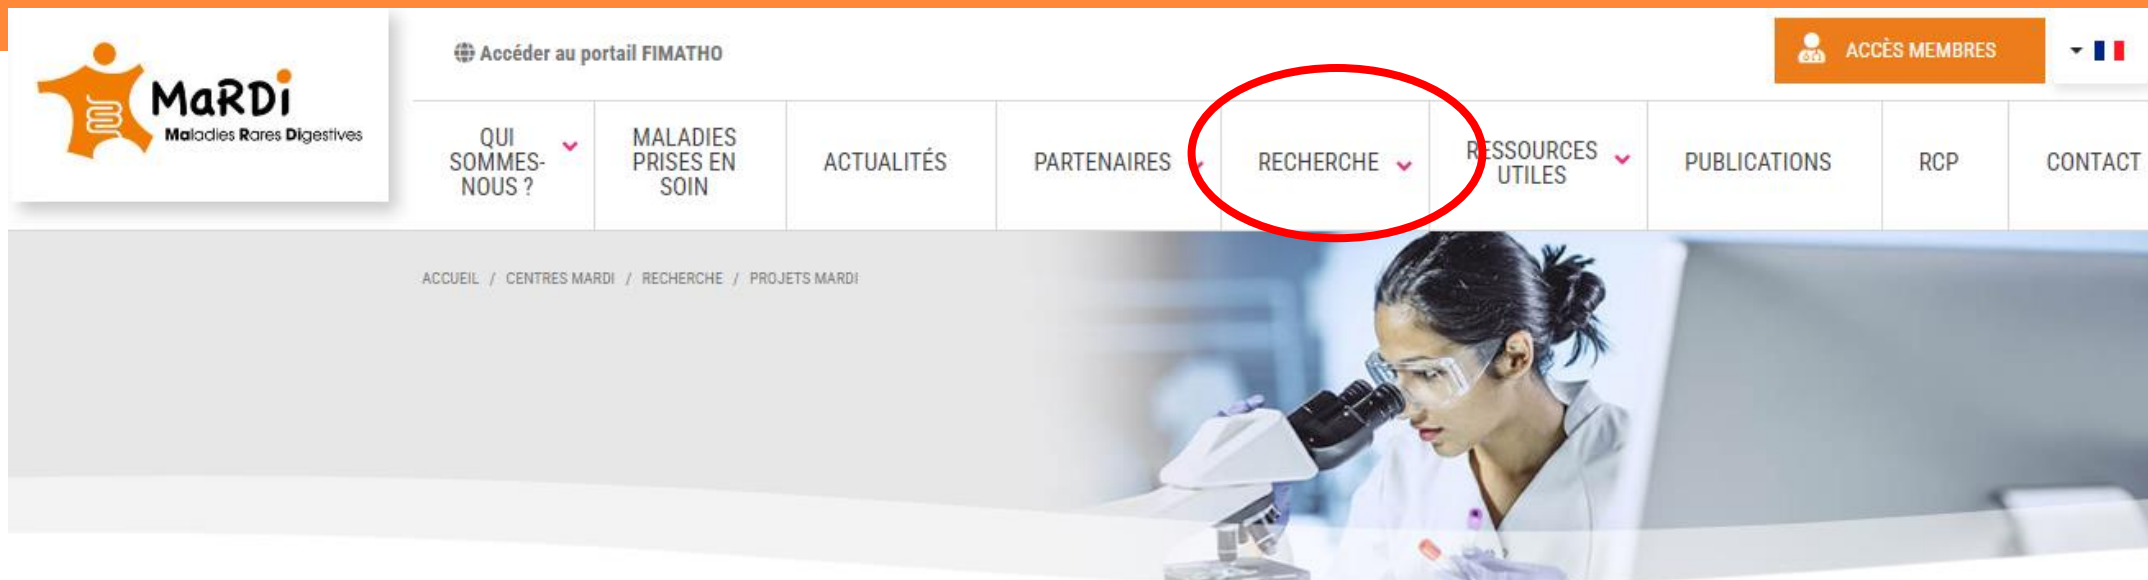 MaRDi
Maladies Rares Digestives
Accéder au portail FIMATHO
ACCÈS MEMBRES
QUI
SOMMES-
NOUS ?
MALADIES
PRISES EN
SOIN
ACTUALITÉS
PARTENAIRES
RECHERCHE
RESSOURCES
UTILES
PUBLICATIONS
RCP
CONTACT
ACCUEIL / CENTRES MARDI / RECHERCHE / PROJETS MARDI